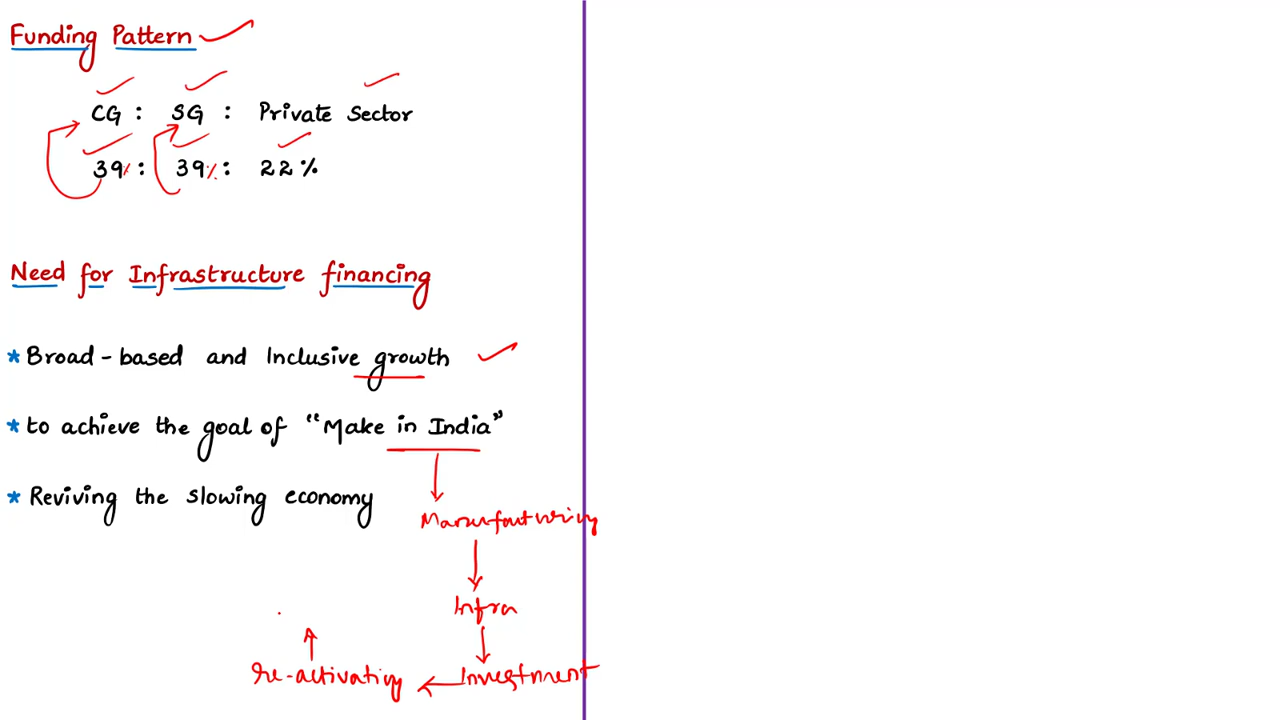 Funding Pattern
CG : SG : Private Sector
39% : 39% : 22%
Need for Infrastructure financing
* Broad-based and Inclusive growth
* to achieve the goal of "Make in India"
* Reviving the slowing economy
Manufacturing
Infra
Investment
re-activating